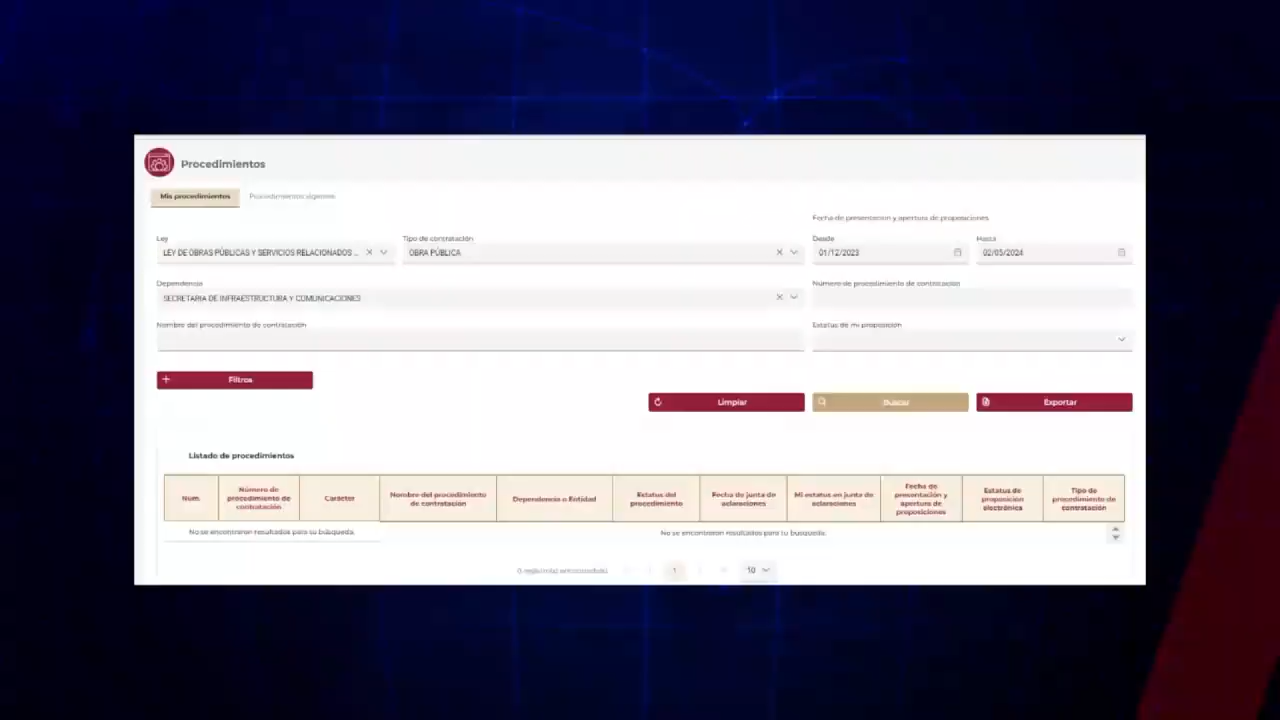 Procedimientos
Mis procedimientos Procedimientos vigentes
Fecha de presentación y apertura de proposiciones
Ley Tipo de contratación Desde Hasta
LEY DE OBRAS PÚBLICAS Y SERVICIOS RELACIONADOS ... OBRA PÚBLICA 01/12/2023 02/05/2024
Dependencia Número de procedimiento de contratación
SECRETARIA DE INFRAESTRUCTURA Y COMUNICACIONES
Nombre del procedimiento de contratación Estatus de mi proposición
Filtros
Limpiar Buscar Exportar
Listado de procedimientos
Num.
Número de
procedimiento de
contratación
Carácter
Nombre del procedimiento
de contratación
Dependencia o Entidad
Estatus del
procedimiento
Fecha de junta de
aclaraciones
Mi estatus en junta de
aclaraciones
Fecha de
presentación y
apertura de
proposiciones
Estatus de
proposición
electrónica
Tipo de
procedimiento de
contratación
No se encontraron resultados para su búsqueda. No se encontraron resultados para tu busqueda.
1 10